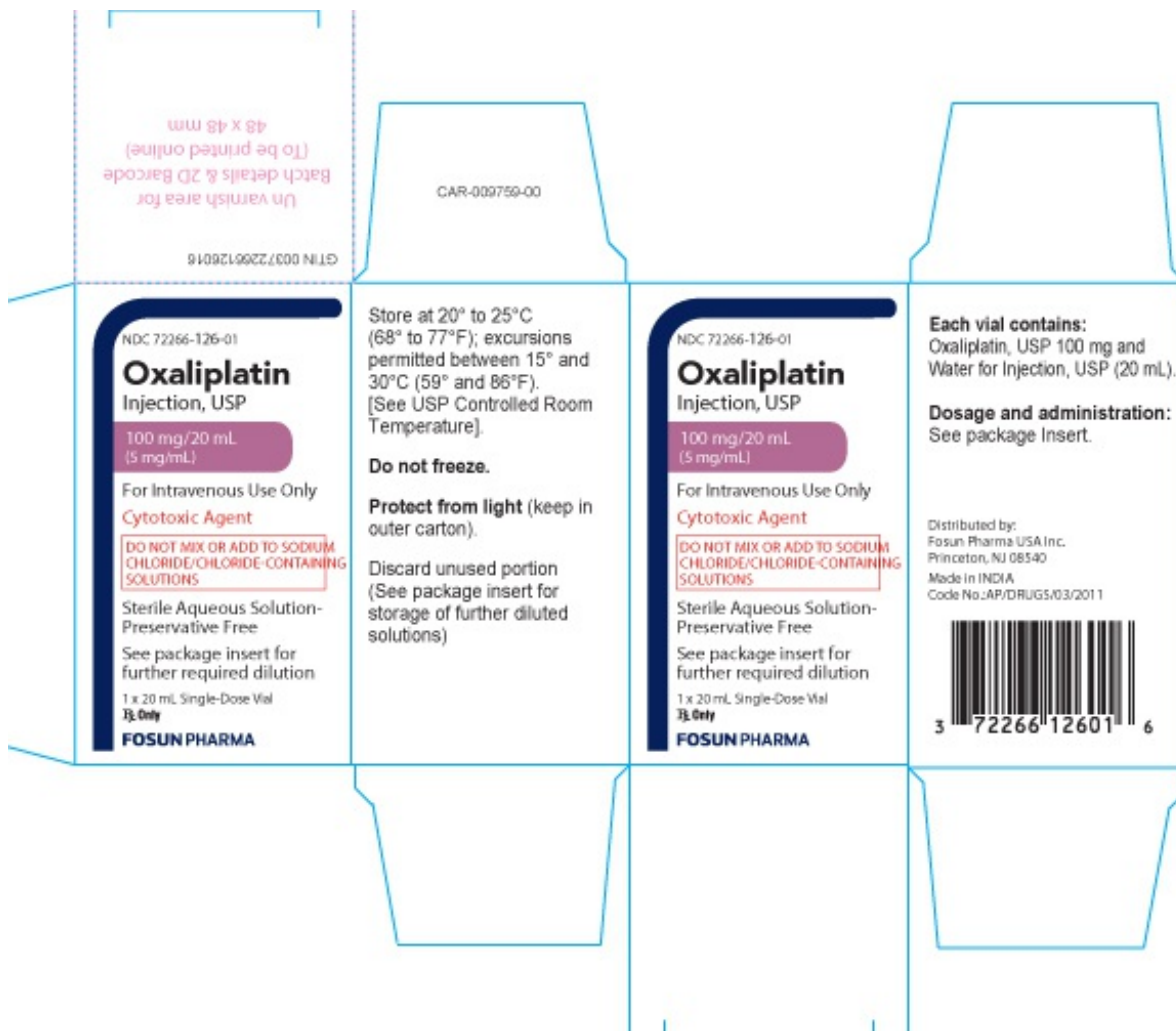 Un varnish area for
Batch details & 2D Barcode
(To be printed online)
48 x 48 mm
GTIN 00372266126016
CAR-009759-00
NDC 72266-126-01
Oxaliplatin
Injection, USP
100 mg/20 mL
(5 mg/mL)
For Intravenous Use Only
Cytotoxic Agent
DO NOT MIX OR ADD TO SODIUM
CHLORIDE/CHLORIDE-CONTAINING
SOLUTIONS
Sterile Aqueous Solution-
Preservative Free
See package insert for
further required dilution
1 x 20 mL Single-Dose Vial
Rx Only
FOSUN PHARMA
Store at 20° to 25°C
(68° to 77°F); excursions
permitted between 15° and
30°C (59° and 86°F).
[See USP Controlled Room
Temperature].
Do not freeze.
Protect from light (keep in
outer carton).
Discard unused portion
(See package insert for
storage of further diluted
solutions)
NDC 72266-126-01
Oxaliplatin
Injection, USP
100 mg/20 mL
(5 mg/mL)
For Intravenous Use Only
Cytotoxic Agent
DO NOT MIX OR ADD TO SODIUM
CHLORIDE/CHLORIDE-CONTAINING
SOLUTIONS
Sterile Aqueous Solution-
Preservative Free
See package insert for
further required dilution
1 x 20 mL Single-Dose Vial
Rx Only
FOSUN PHARMA
Each vial contains:
Oxaliplatin, USP 100 mg and
Water for Injection, USP (20 mL).
Dosage and administration:
See package Insert.
Distributed by:
Fosun Pharma USA Inc.
Princeton, NJ 08540
Made in INDIA
Code No.:AP/DRUGS/03/2011
3 72266 12601 6